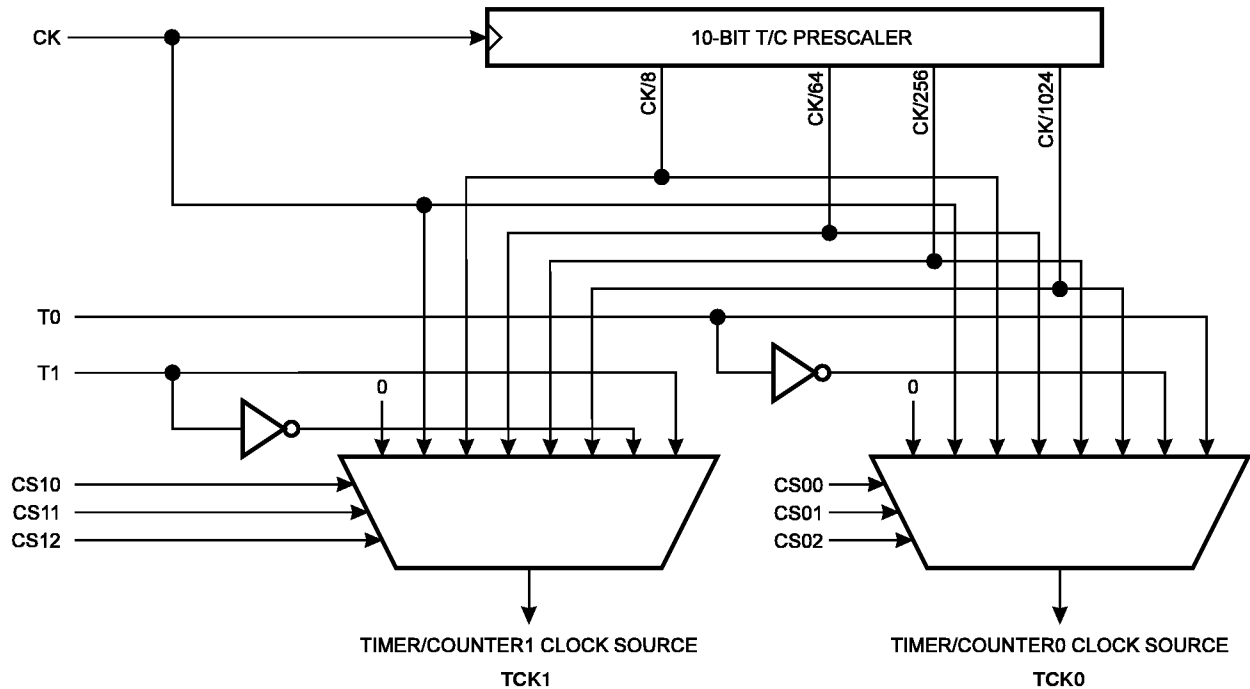 CK
10-BIT T/C PRESCALER
CK/8
CK/64
CK/256
CK/1024
T0
T1
0
0
CS10
CS11
CS12
CS00
CS01
CS02
TIMER/COUNTER1 CLOCK SOURCE
TCK1
TIMER/COUNTER0 CLOCK SOURCE
TCK0